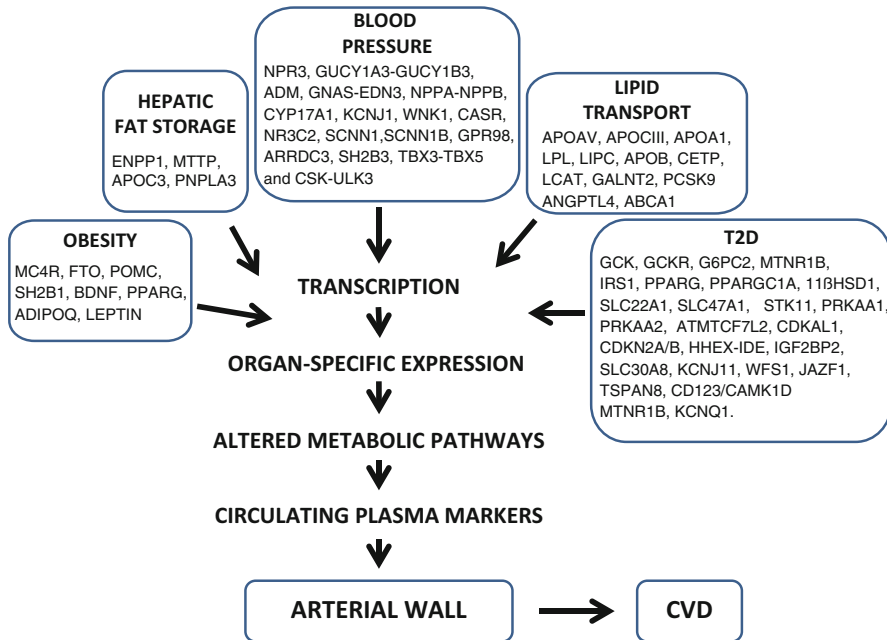 BLOOD
PRESSURE
NPR3, GUCY1A3-GUCY1B3,
ADM, GNAS-EDN3, NPPA-NPPB,
CYP17A1, KCNJ1, WNK1, CASR,
NR3C2, SCNN1,SCNN1B, GPR98,
ARRDC3, SH2B3, TBX3-TBX5
and CSK-ULK3
HEPATIC
FAT STORAGE
ENPP1, MTTP,
APOC3, PNPLA3
LIPID
TRANSPORT
APOAV, APOCIII, APOA1,
LPL, LIPC, APOB, CETP,
LCAT, GALNT2, PCSK9
ANGPTL4, ABCA1
OBESITY
MC4R, FTO, POMC,
SH2B1, BDNF, PPARG,
ADIPOQ, LEPTIN
T2D
GCK, GCKR, G6PC2, MTNR1B,
IRS1, PPARG, PPARGC1A, 11ßHSD1,
SLC22A1, SLC47A1, STK11, PRKAA1,
PRKAA2, ATMTCF7L2, CDKAL1,
CDKN2A/B, HHEX-IDE, IGF2BP2,
SLC30A8, KCNJ11, WFS1, JAZF1,
TSPAN8, CD123/CAMK1D
MTNR1B, KCNQ1.
TRANSCRIPTION
ORGAN-SPECIFIC EXPRESSION
ALTERED METABOLIC PATHWAYS
CIRCULATING PLASMA MARKERS
ARTERIAL WALL
CVD